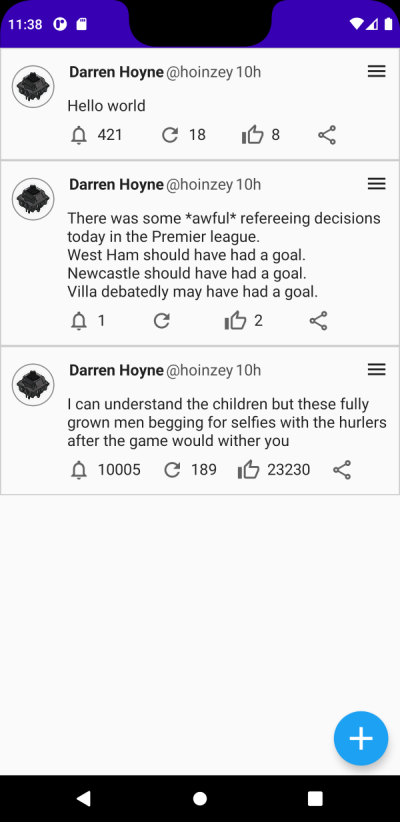 11:38
Darren Hoyne @hoinzey 10h
Hello world
421 18 8
Darren Hoyne @hoinzey 10h
There was some *awful* refereeing decisions
today in the Premier league.
West Ham should have had a goal.
Newcastle should have had a goal.
Villa debatedly may have had a goal.
1 2
Darren Hoyne @hoinzey 10h
I can understand the children but these fully
grown men begging for selfies with the hurlers
after the game would wither you
10005 189 23230